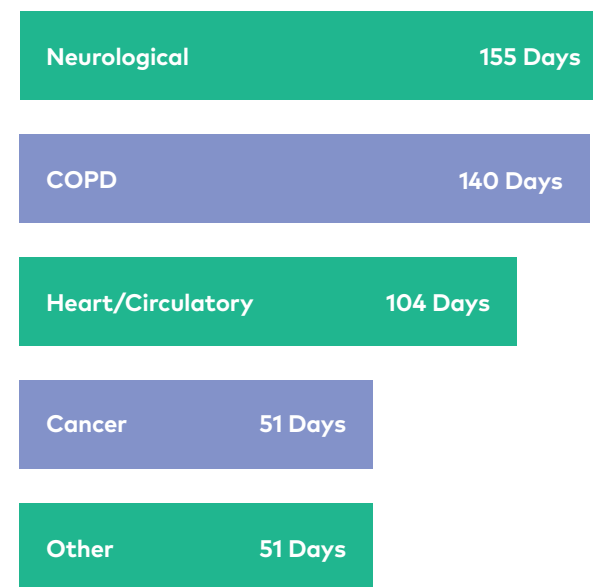 Neurological 155 Days
COPD 140 Days
Heart/Circulatory 104 Days
Cancer 51 Days
Other 51 Days